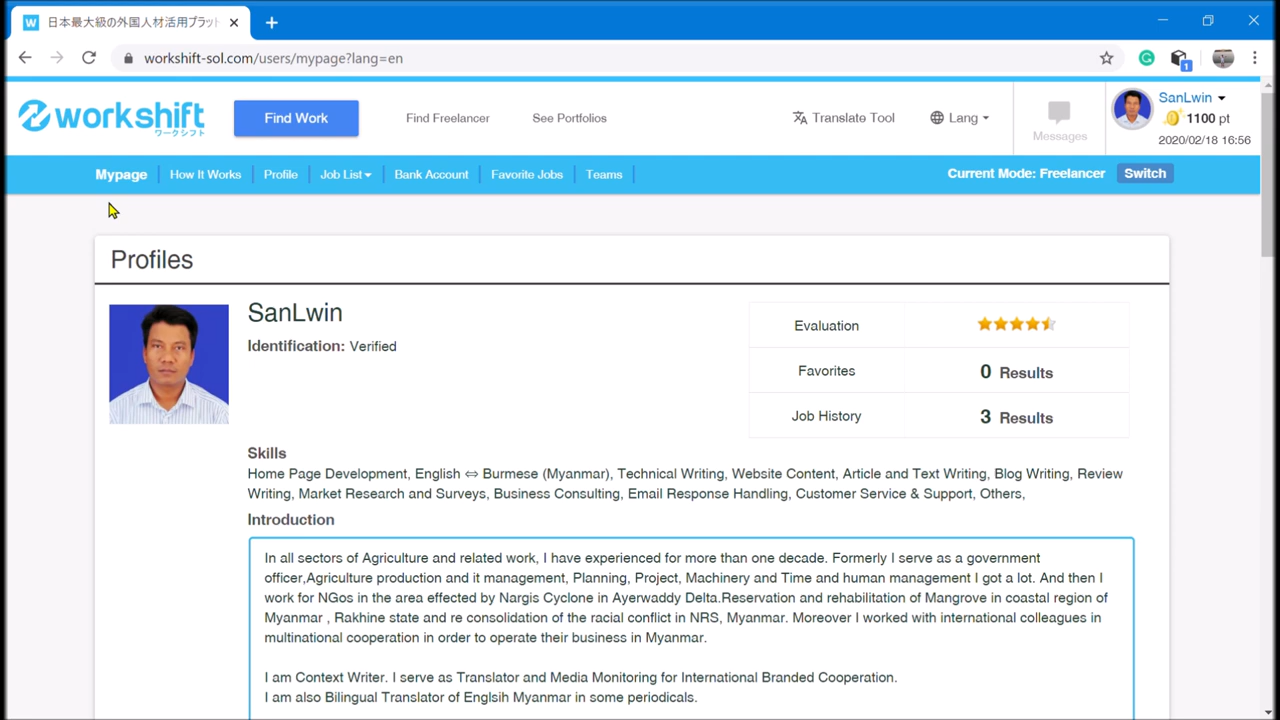 日本最大級の外国人材活用プラット
workshift-sol.com/users/mypage?lang=en
1
workshift
ワークシフト
Find Work
Find Freelancer
See Portfolios
Translate Tool
Lang
Messages
SanLwin
1100 pt
2020/02/18 16:56
Mypage
How It Works
Profile
Job List
Bank Account
Favorite Jobs
Teams
Current Mode: Freelancer
Switch
Profiles
SanLwin
Identification: Verified
Evaluation
Favorites
0 Results
Job History
3 Results
Skills
Home Page Development, English ⇔ Burmese (Myanmar), Technical Writing, Website Content, Article and Text Writing, Blog Writing, Review
Writing, Market Research and Surveys, Business Consulting, Email Response Handling, Customer Service & Support, Others,
Introduction
In all sectors of Agriculture and related work, I have experienced for more than one decade. Formerly I serve as a government
officer,Agriculture production and it management, Planning, Project, Machinery and Time and human management I got a lot. And then I
work for NGos in the area effected by Nargis Cyclone in Ayerwaddy Delta.Reservation and rehabilitation of Mangrove in coastal region of
Myanmar , Rakhine state and re consolidation of the racial conflict in NRS, Myanmar. Moreover I worked with international colleagues in
multinational cooperation in order to operate their business in Myanmar.
I am Context Writer. I serve as Translator and Media Monitoring for International Branded Cooperation.
I am also Bilingual Translator of Englsih Myanmar in some periodicals.